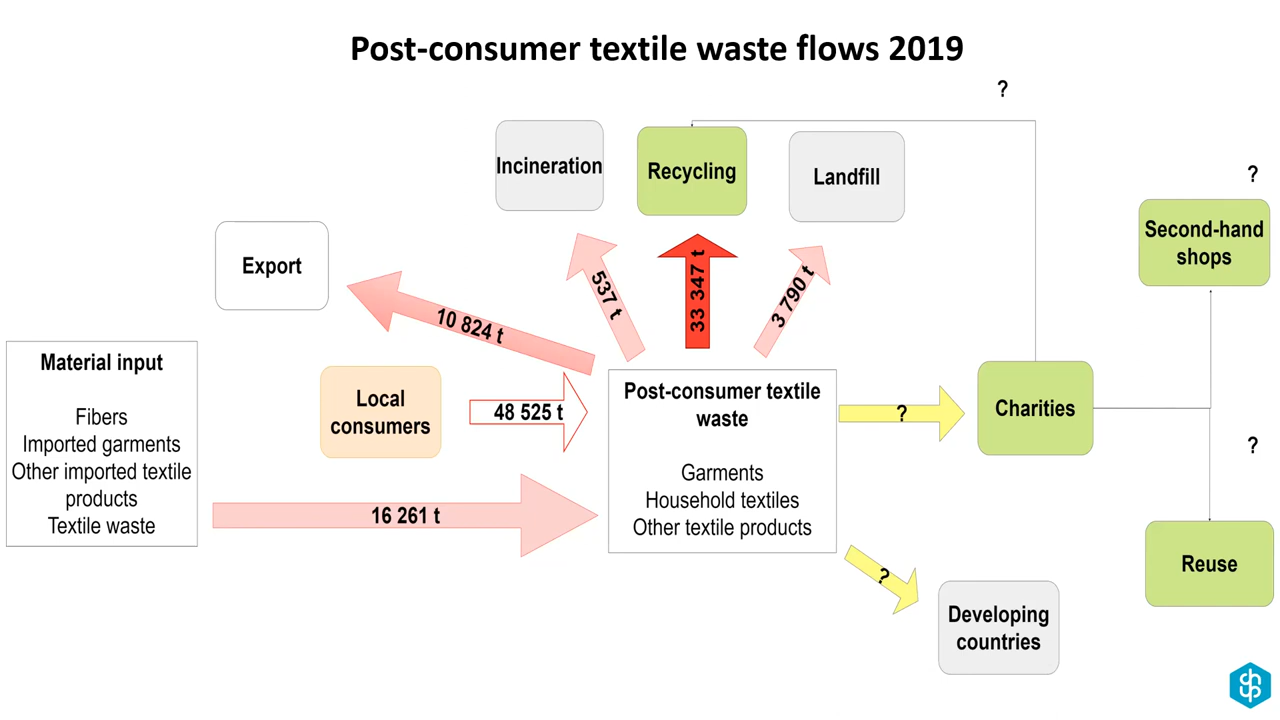 Post-consumer textile waste flows 2019
?
Incineration
Recycling
Landfill
?
Second-hand
shops
Export
537 t
33 347 t
3 790 t
10 824 t
Material input
Fibers
Imported garments
Other imported textile
products
Textile waste
Local
consumers
48 525 t
Post-consumer textile
waste
Garments
Household textiles
Other textile products
?
Charities
?
16 261 t
Reuse
?
Developing
countries